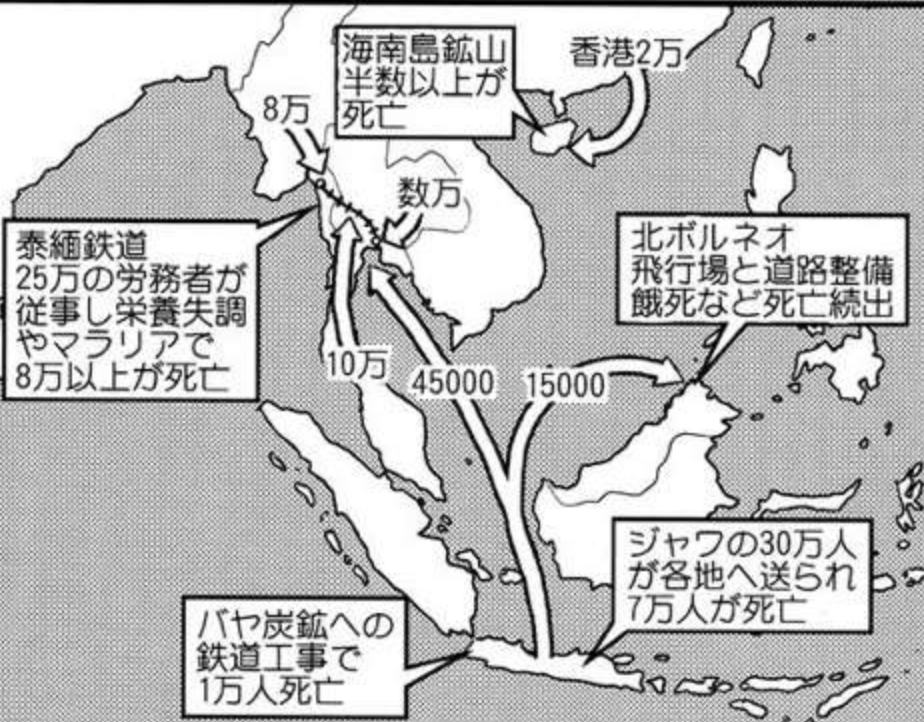 海南島鉱山
半数以上が
死亡
香港2万
8万
数万
泰緬鉄道
25万の労務者が
従事し栄養失調
やマラリアで
8万以上が死亡
北ボルネオ
飛行場と道路整備
餓死など死亡続出
10万
45000
15000
ジャワの30万人
が各地へ送られ
7万人が死亡
バヤ炭鉱への
鉄道工事で
1万人死亡